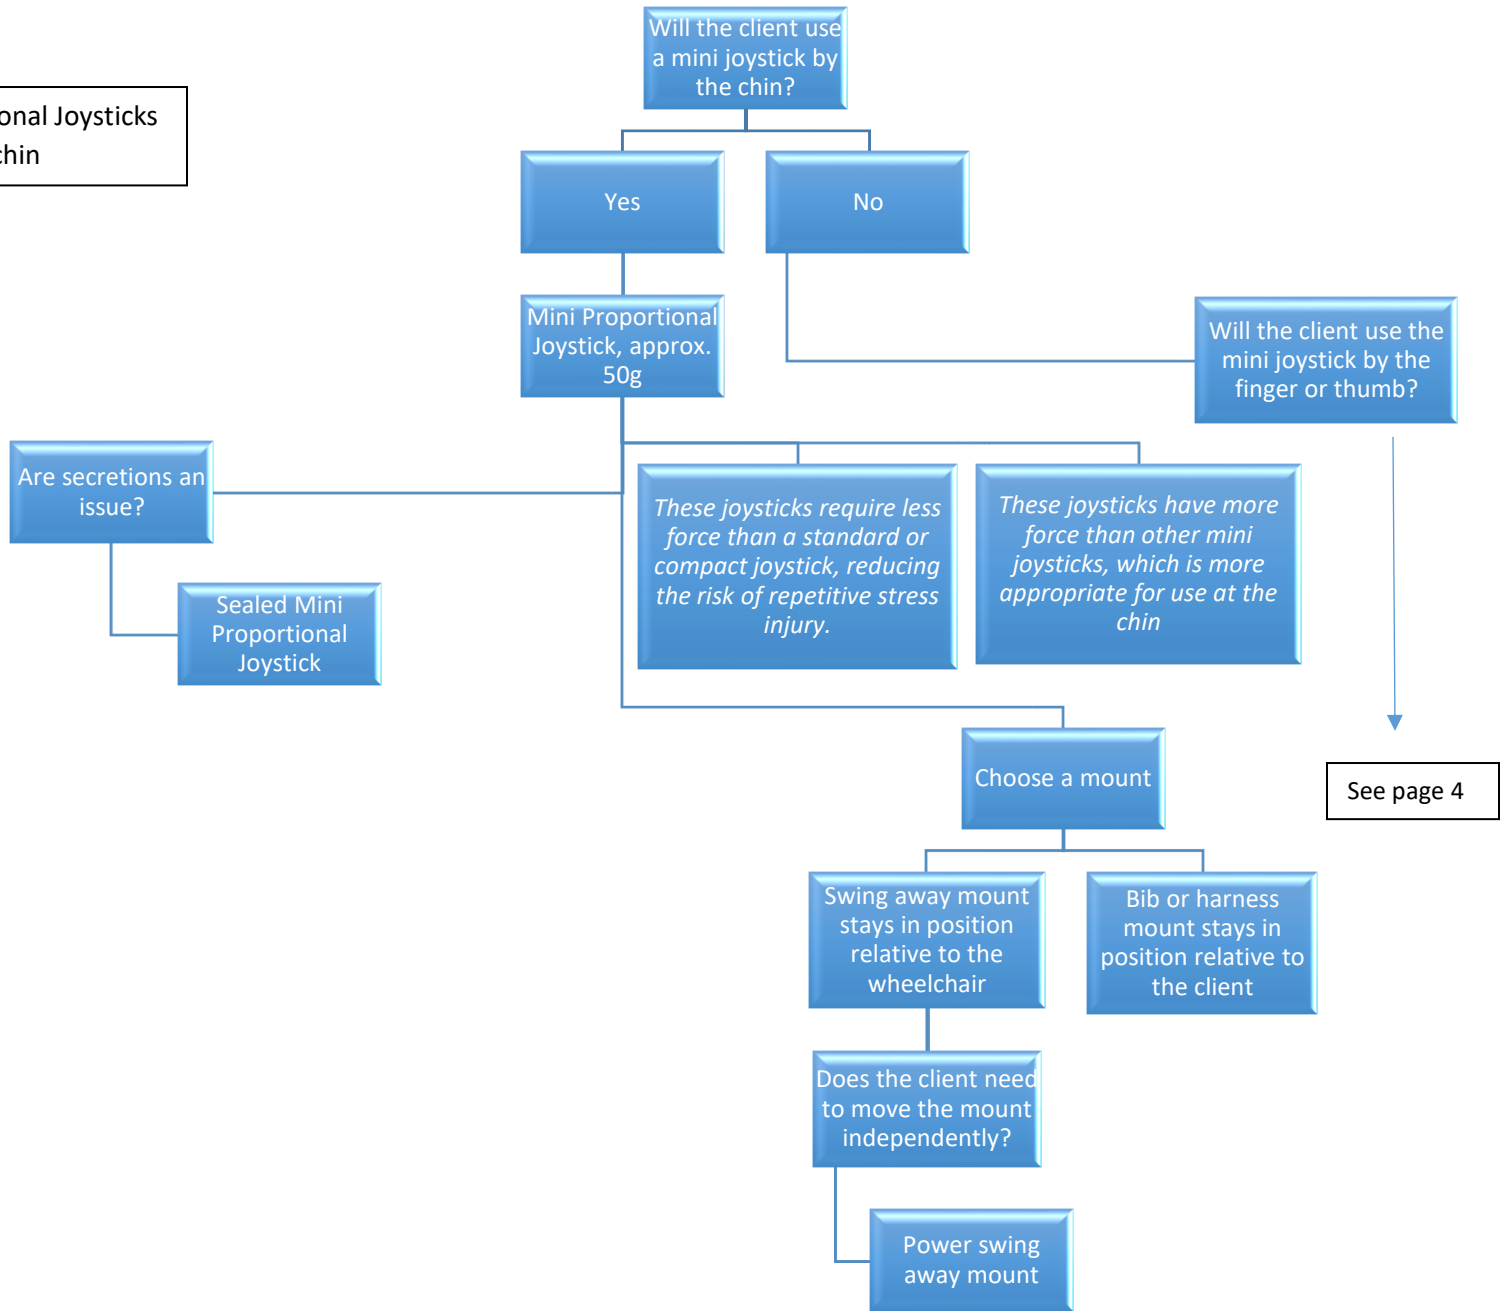 Will the client use
a mini joystick by
the chin?
onal Joysticks
chin
Yes
No
Mini Proportional
Joystick, approx.
50g
Will the client use the
mini joystick by the
finger or thumb?
Are secretions an
issue?
Sealed Mini
Proportional
Joystick
These joysticks require less
force than a standard or
compact joystick, reducing
the risk of repetitive stress
injury.
These joysticks have more
force than other mini
joysticks, which is more
appropriate for use at the
chin
Choose a mount
See page 4
Swing away mount
stays in position
relative to the
wheelchair
Bib or harness
mount stays in
position relative to
the client
Does the client need
to move the mount
independently?
Power swing
away mount